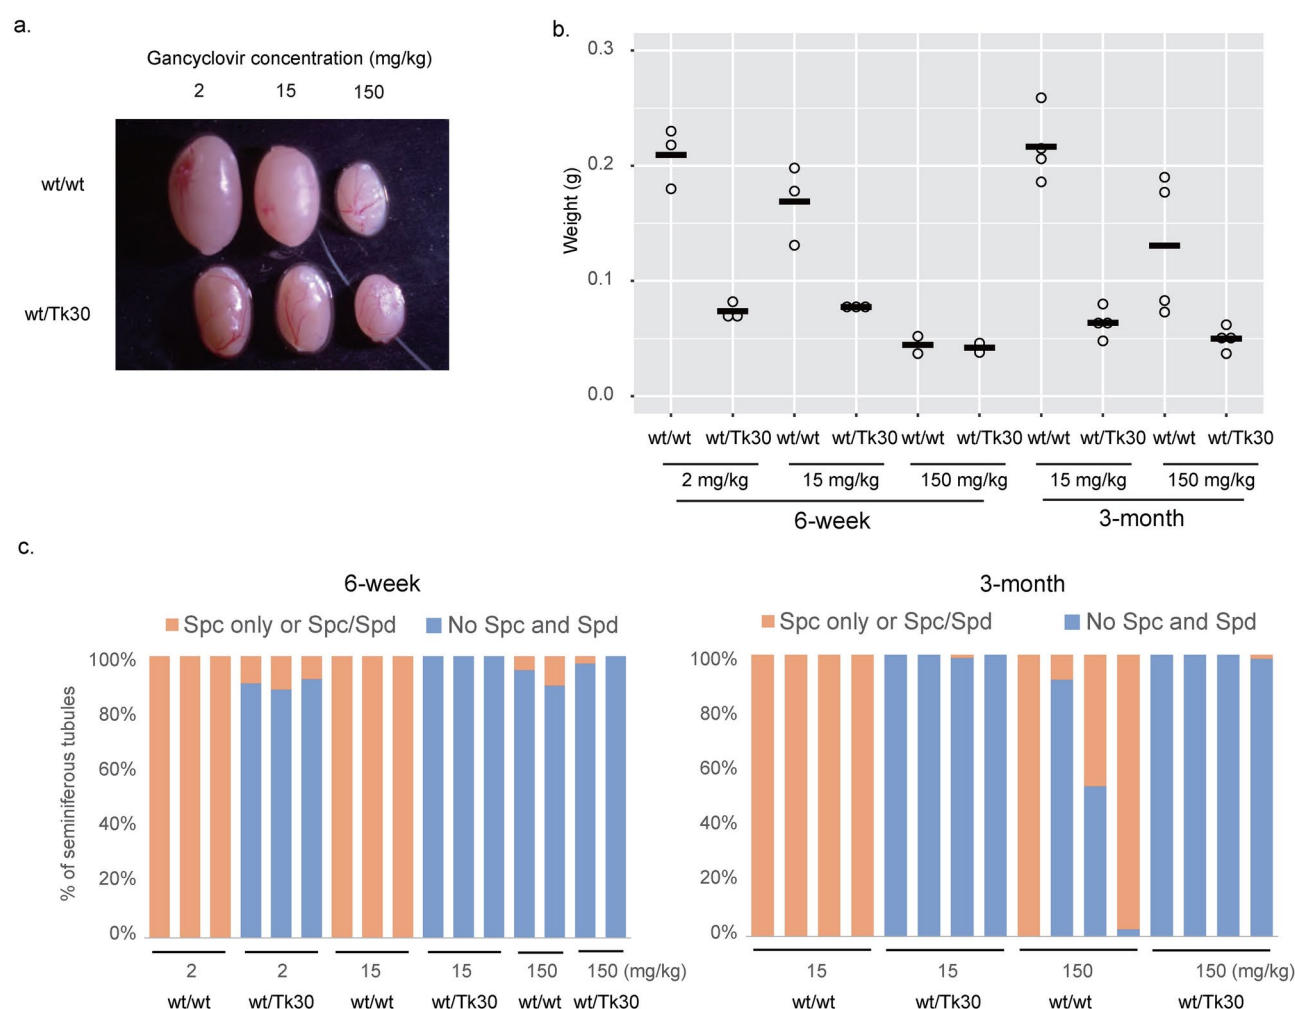 a.
Gancyclovir concentration (mg/kg)
2 15 150
wt/wt
wt/Tk30
b.
0.3
0.2
0.1
0.0
Weight (g)
wt/wt wt/Tk30 wt/wt wt/Tk30 wt/wt wt/Tk30 wt/wt wt/Tk30 wt/wt wt/Tk30
2 mg/kg 15 mg/kg 150 mg/kg 15 mg/kg 150 mg/kg
6-week 3-month
c.
6-week
Spc only or Spc/Spd No Spc and Spd
100%
80%
60%
40%
20%
0%
% of seminiferous tubules
2 2 15 15 150 150 (mg/kg)
wt/wt wt/Tk30 wt/wt wt/Tk30 wt/wt wt/Tk30
3-month
Spc only or Spc/Spd No Spc and Spd
100%
80%
60%
40%
20%
0%
15 15 150 150 (mg/kg)
wt/wt wt/Tk30 wt/wt wt/Tk30